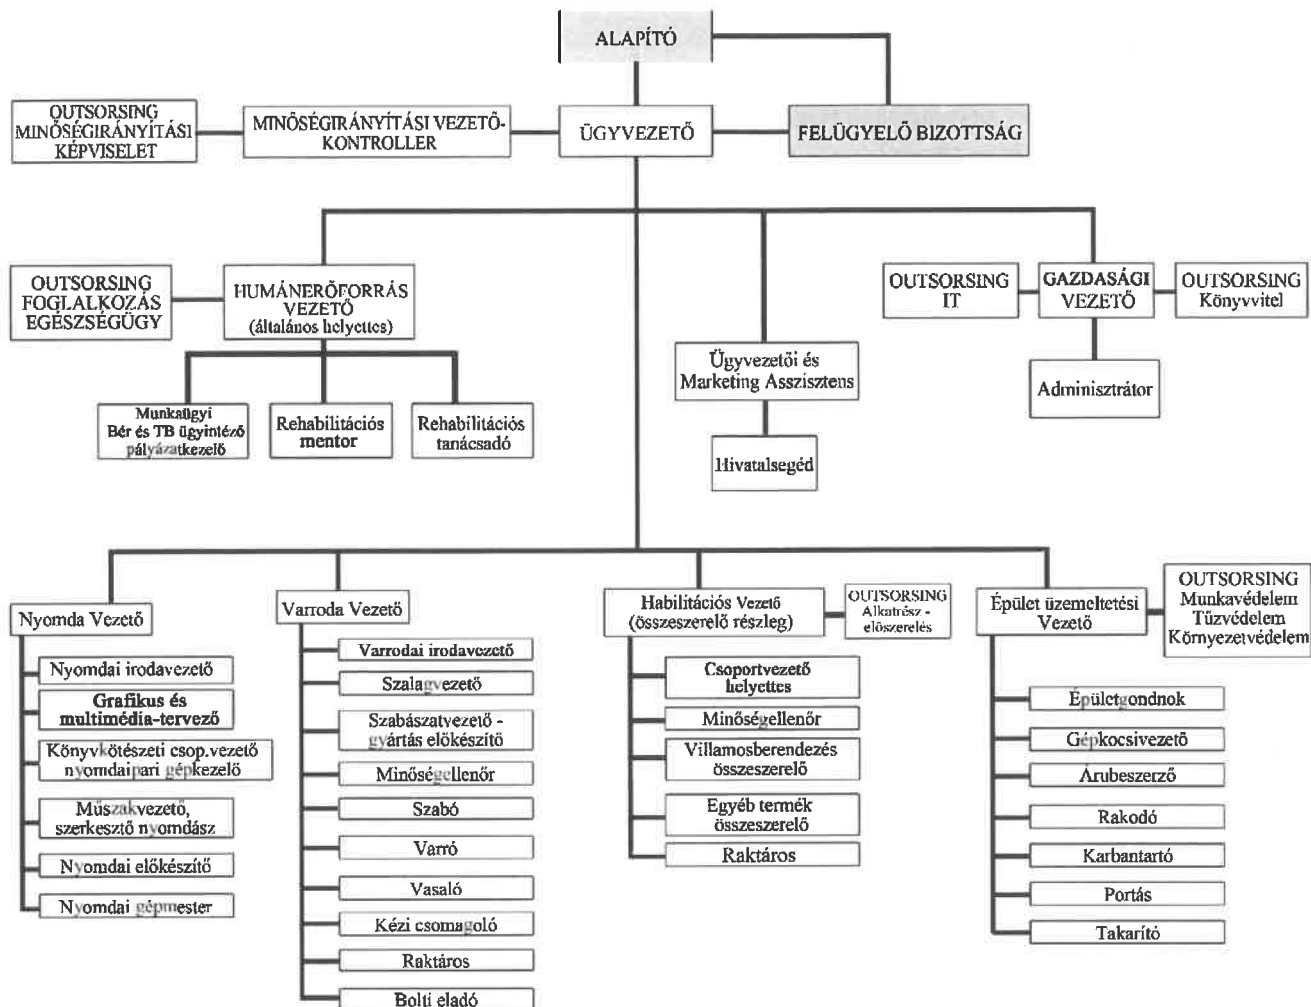 ALAPÍTÓ
OUTSORSING
MINŐSÉGIRÁNYÍTÁSI
KÉPVISELET
MINŐSÉGIRÁNYÍTÁSI VEZETŐ-
KONTROLLER
ÜGYVEZETŐ
FELÜGYELŐ BIZOTTSÁG
OUTSORSING
FOGLALKOZÁS
EGÉSZSÉGÜGY
HUMÁNERŐFORRÁS
VEZETŐ
(általános helyettes)
OUTSORSING
IT
GAZDASÁGI
VEZETŐ
OUTSORSING
Könyvvitel
Ügyvezetői és
Marketing Asszisztens
Adminisztrátor
Munkaügyi
Bér és TB ügyintéző
pályázatkezelő
Rehabilitációs
mentor
Rehabilitációs
tanácsadó
Hivatalsegéd
Nyomda Vezető
Nyomdai irodavezető
Grafikus és
multimédia-tervező
Könyvkötészeti csop.vezető
nyomdaipari gépkezelő
Műszakvezető,
szerkesztő nyomdász
Nyomdai előkészítő
Nyomdai gépmester
Varroda Vezető
Varrodai irodavezető
Szalagvezető
Szabászatvezető -
gyártás előkészítő
Minőségellenőr
Szabó
Varró
Vasaló
Kézi csomagoló
Raktáros
Bolti eladó
Habilitációs Vezető
(összeszerelő részleg)
OUTSORSING
Alkatrész -
előszerelés
Csoportvezető
helyettes
Minőségellenőr
Villamosberendezés
összeszerelő
Egyéb termék
összeszerelő
Raktáros
Épület üzemeltetési
Vezető
OUTSORSING
Munkavédelem
Tűzvédelem
Környezetvédelem
Épületgondnok
Gépkocsivezető
Árubeszerző
Rakodó
Karbantartó
Portás
Takarító